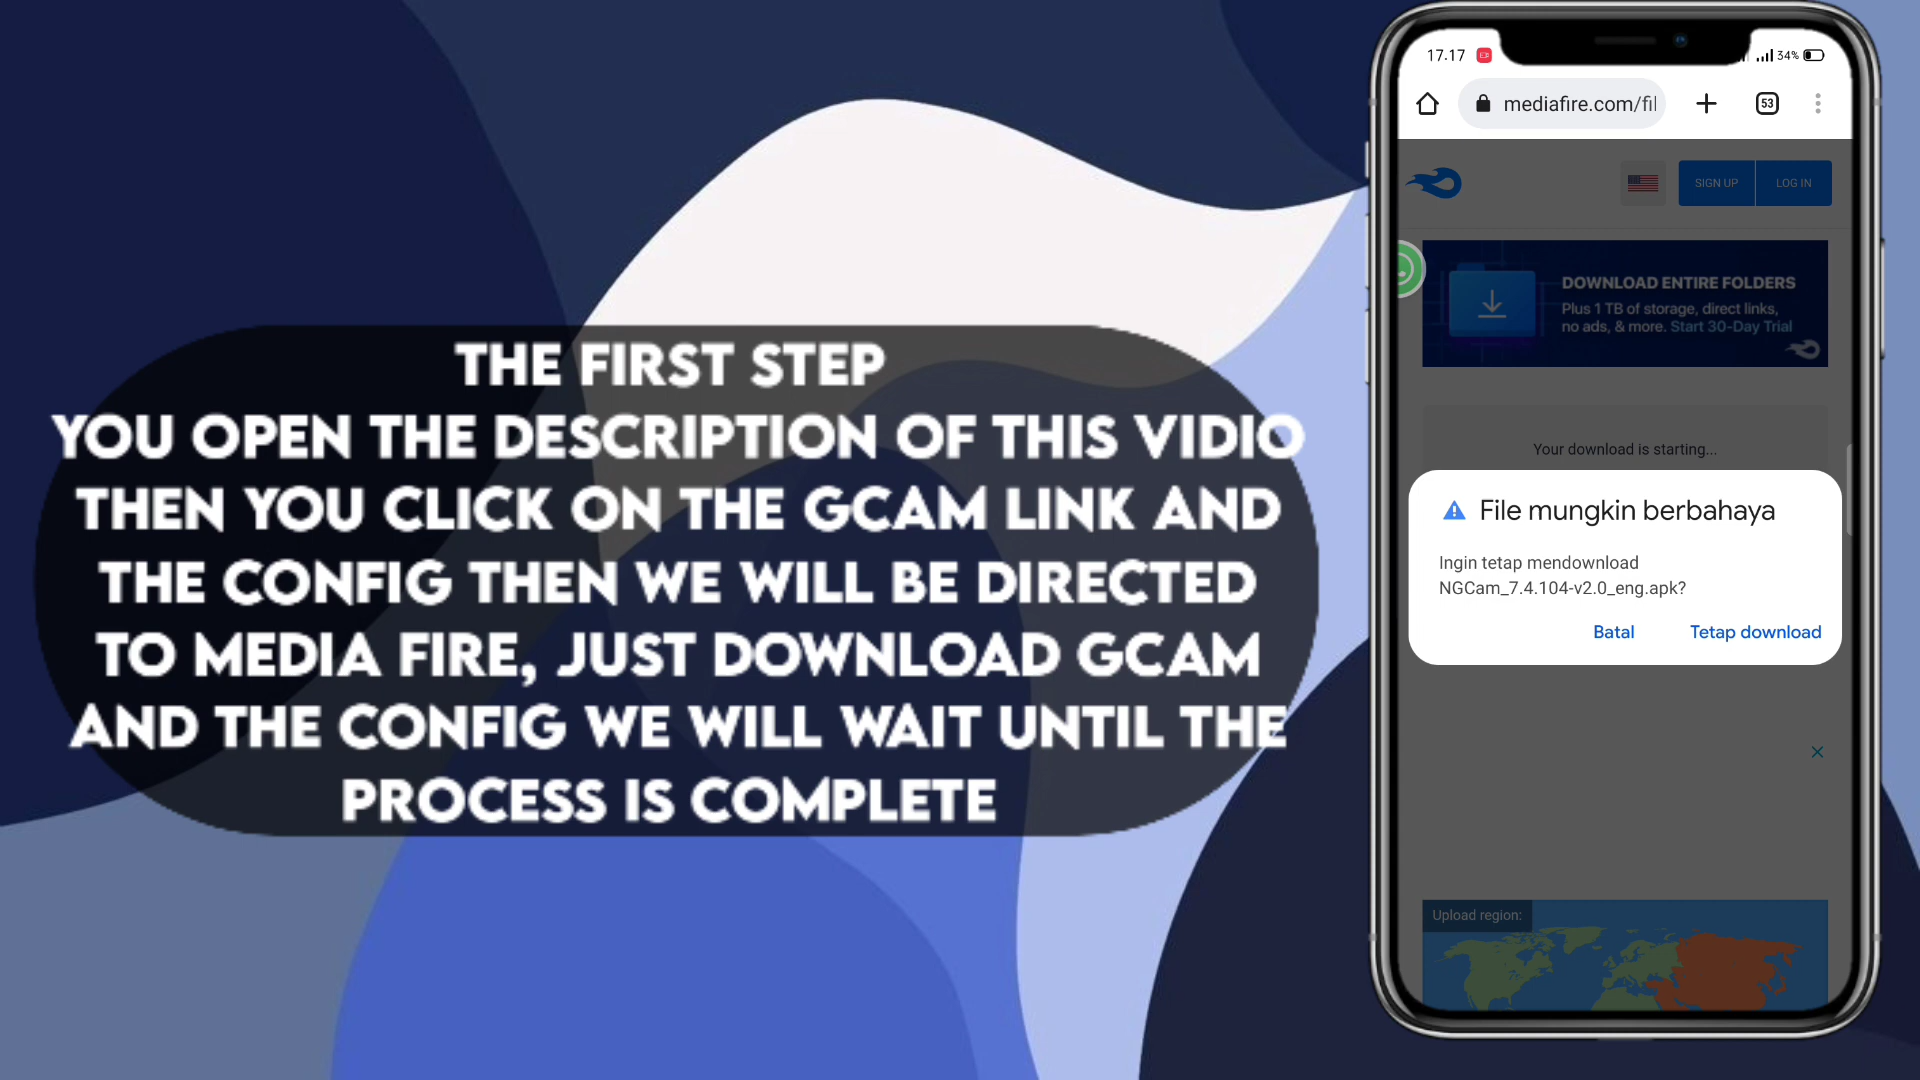 THE FIRST STEP
YOU OPEN THE DESCRIPTION OF THIS VIDIO
THEN YOU CLICK ON THE GCAM LINK AND
THE CONFIG THEN WE WILL BE DIRECTED
TO MEDIA FIRE, JUST DOWNLOAD GCAM
AND THE CONFIG WE WILL WAIT UNTIL THE
PROCESS IS COMPLETE
17.17
34%
mediafire.com/fil
53
SIGN UP
LOG IN
DOWNLOAD ENTIRE FOLDERS
Plus 1 TB of storage, direct links,
no ads, & more. Start 30-Day Trial
Your download is starting...
File mungkin berbahaya
Ingin tetap mendownload
NGCam_7.4.104-v2.0_eng.apk?
Batal
Tetap download
Upload region: